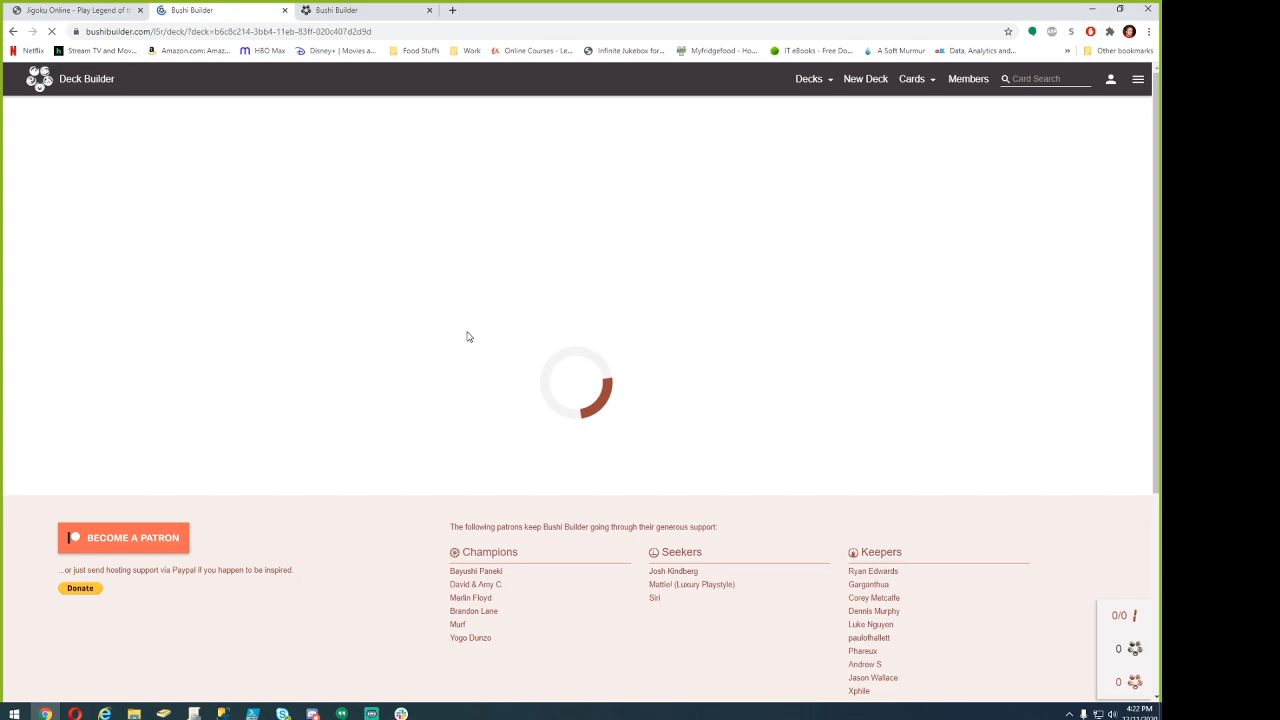 Jigoku Online - Play Legend of t
Bushi Builder
Bushi Builder
bushibuilder.com/l5r/deck/?deck=b6c8c214-3bb4-11eb-83ff-020407d2d9d
Netflix
Stream TV and Mov...
Amazon.com: Amaz...
HBO Max
Disney+ | Movies a...
Food Stuffs
Work
Online Courses - Le...
Infinite Jukebox for...
Myfridgefood - Ho...
IT eBooks - Free Do...
A Soft Murmur
Data, Analytics and...
»
Other bookmarks
Deck Builder
Decks
New Deck
Cards
Members
Card Search
BECOME A PATRON
...or just send hosting support via Paypal if you happen to be inspired.
Donate
The following patrons keep Bushi Builder going through their generous support:
Champions
Bayushi Paneki
David & Amy C.
Merlin Floyd
Brandon Lane
Murf
Yogo Dunzo
Seekers
Josh Kindberg
Mattie! (Luxury Playstyle)
Siri
Keepers
Ryan Edwards
Garganthua
Corey Metcalfe
Dennis Murphy
Luke Nguyen
paulofhallett
Phareux
Andrew S
Jason Wallace
Xphile
0/0
0
0
4:22 PM
12/11/2020